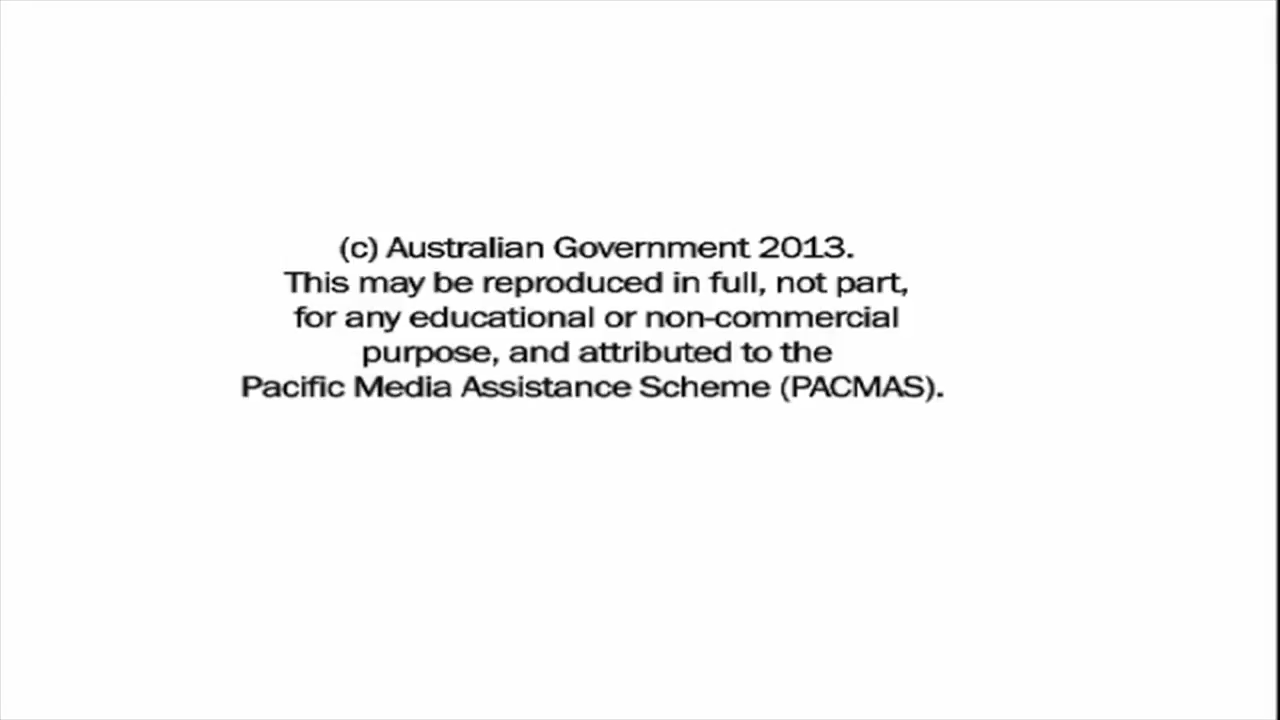 (c) Australian Government 2013.
This may be reproduced in full, not part,
for any educational or non-commercial
purpose, and attributed to the
Pacific Media Assistance Scheme (PACMAS).